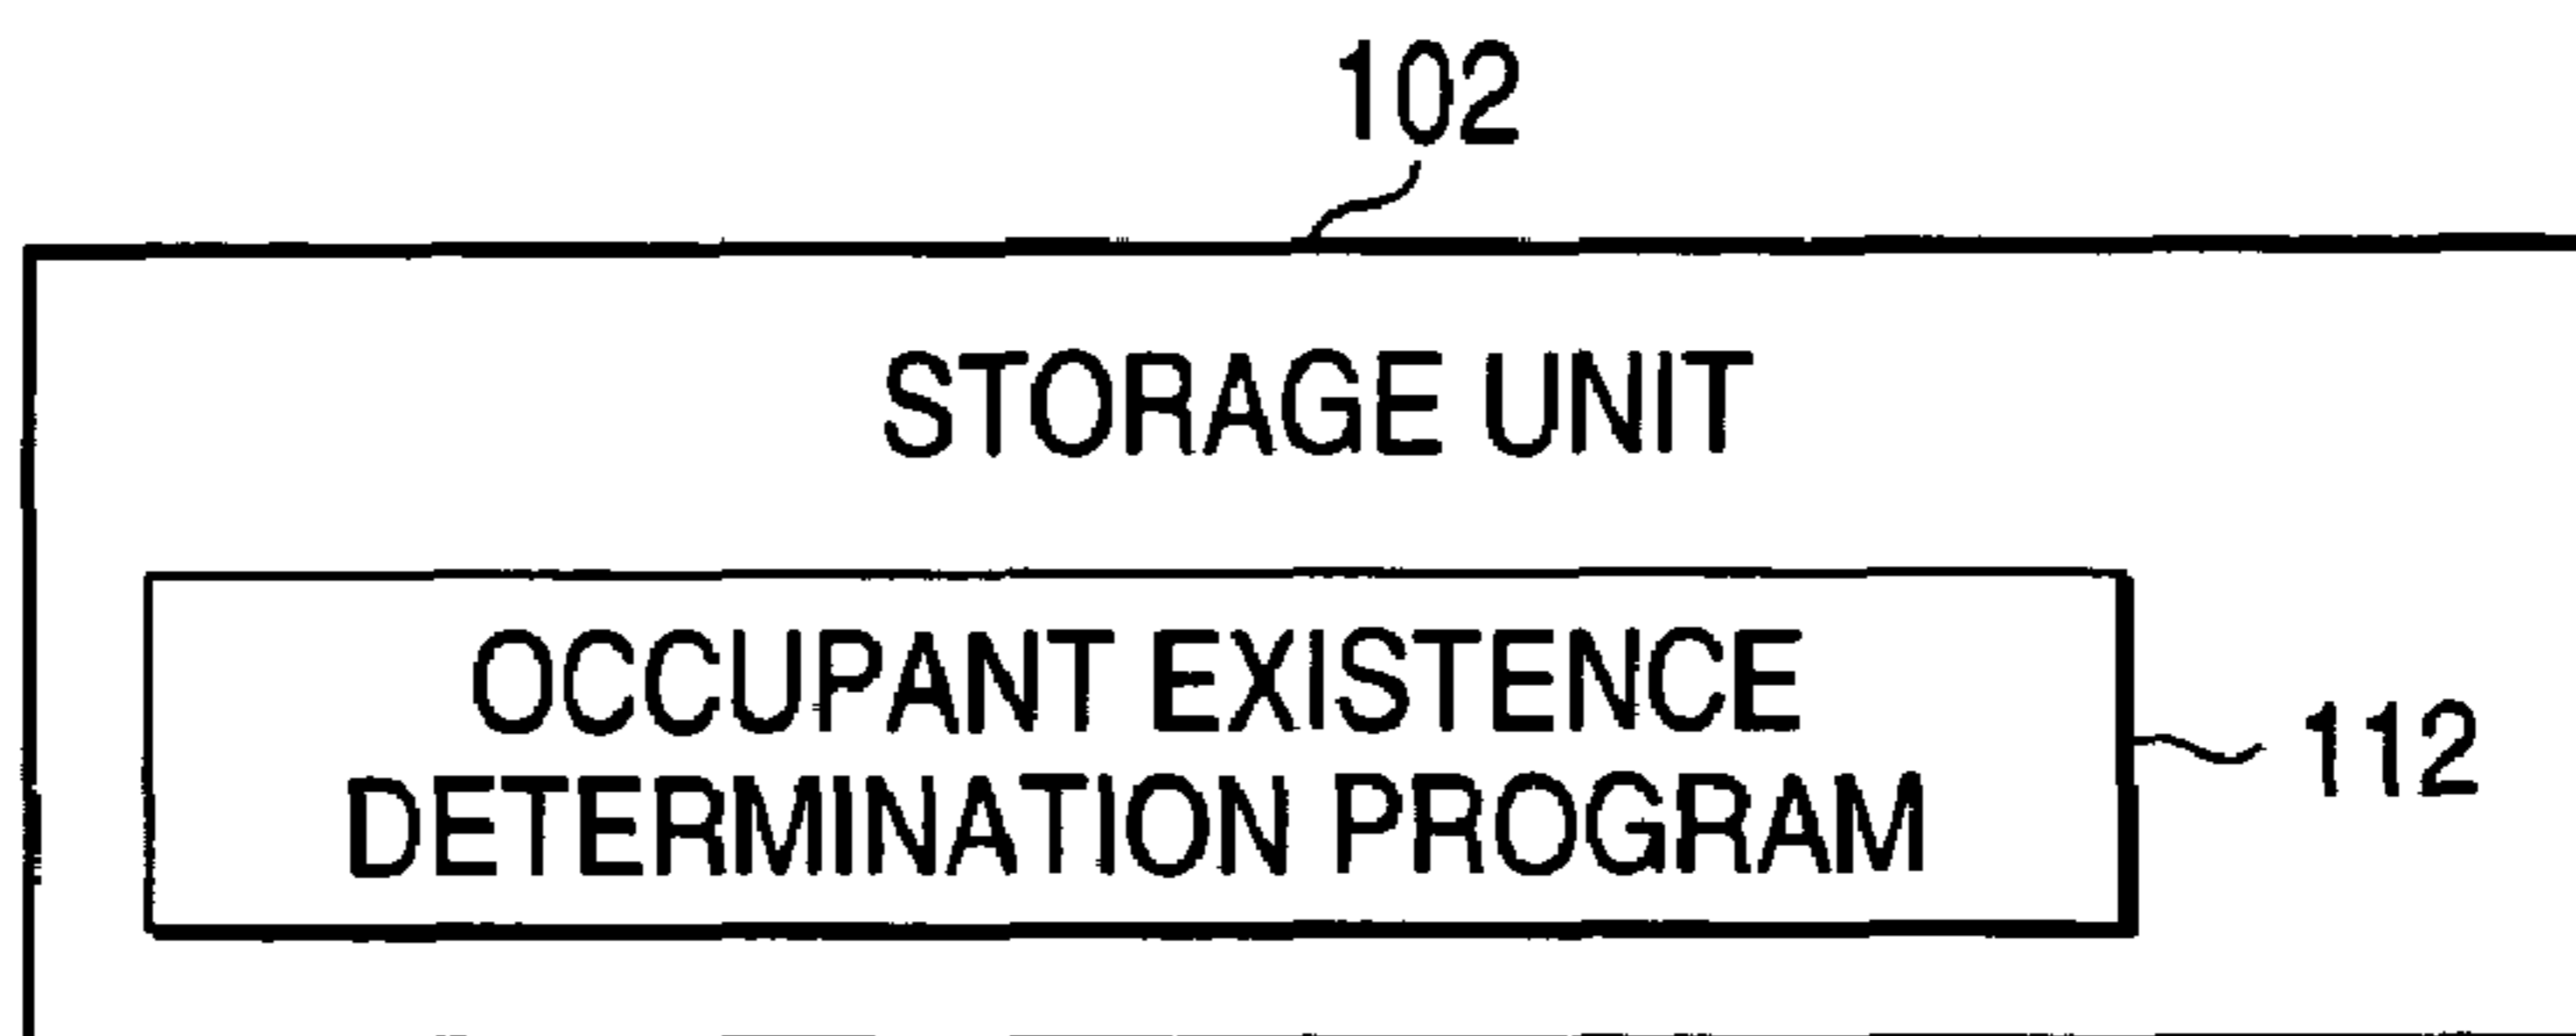 102
STORAGE UNIT
OCCUPANT EXISTENCE
DETERMINATION PROGRAM
112